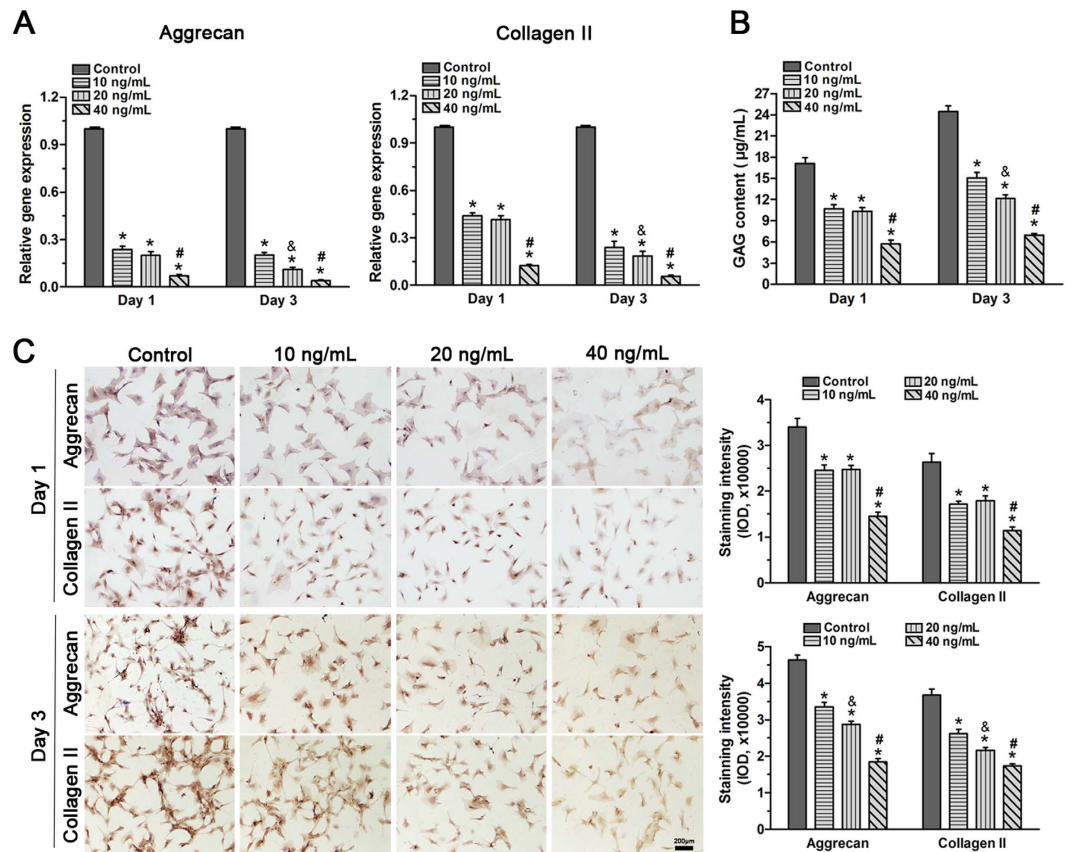 A
Aggrecan
Control
10 ng/mL
20 ng/mL
40 ng/mL
Relative gene expression
1.2
0.9
0.6
0.3
0.0
*
*
#
*
*
&
*
#
*
Day 1
Day 3
Collagen II
Control
10 ng/mL
20 ng/mL
40 ng/mL
Relative gene expression
1.2
0.9
0.6
0.3
0.0
*
*
#
*
*
&
*
#
*
Day 1
Day 3
B
Control
10 ng/mL
20 ng/mL
40 ng/mL
GAG content ( µg/mL)
27
24
21
18
15
12
9
6
3
0
*
*
#
*
*
&
*
#
*
Day 1
Day 3
C
Control
10 ng/mL
20 ng/mL
40 ng/mL
Day 1
Aggrecan
Collagen II
Day 3
Aggrecan
Collagen II
200µm
Control
10 ng/mL
20 ng/mL
40 ng/mL
Stainning intensity
(IOD, x10000)
4
3
2
1
0
*
*
#
*
*
*
#
*
Aggrecan
Collagen II
Control
10 ng/mL
20 ng/mL
40 ng/mL
Stainning intensity
(IOD, x10000)
5
4
3
2
1
0
*
&
*
#
*
*
&
*
#
*
Aggrecan
Collagen II